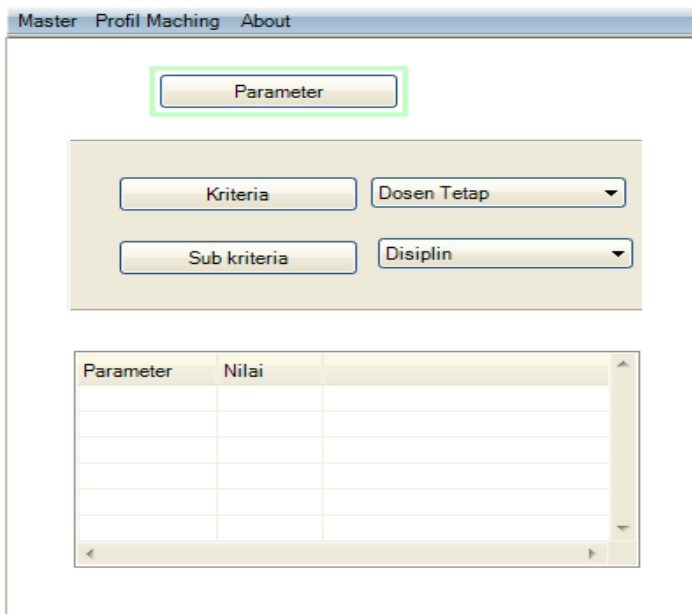 Master Profil Maching About
Parameter
Kriteria Dosen Tetap
Sub kriteria Disiplin
Parameter Nilai